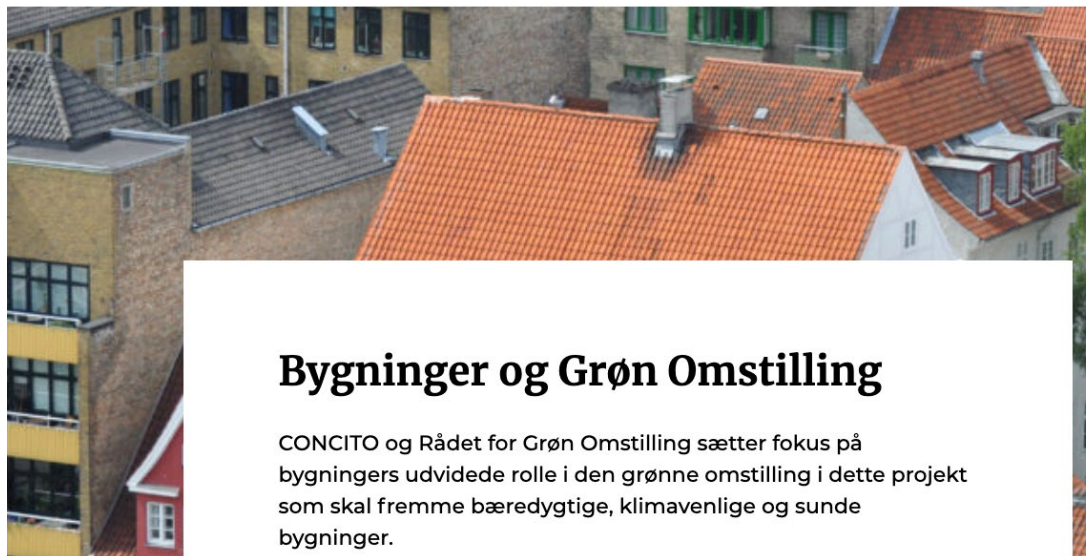 Bygninger og Grøn Omstilling
CONCITO og Rådet for Grøn Omstilling sætter fokus på
bygningers udvidede rolle i den grønne omstilling i dette projekt
som skal fremme bæredygtige, klimavenlige og sunde
bygninger.